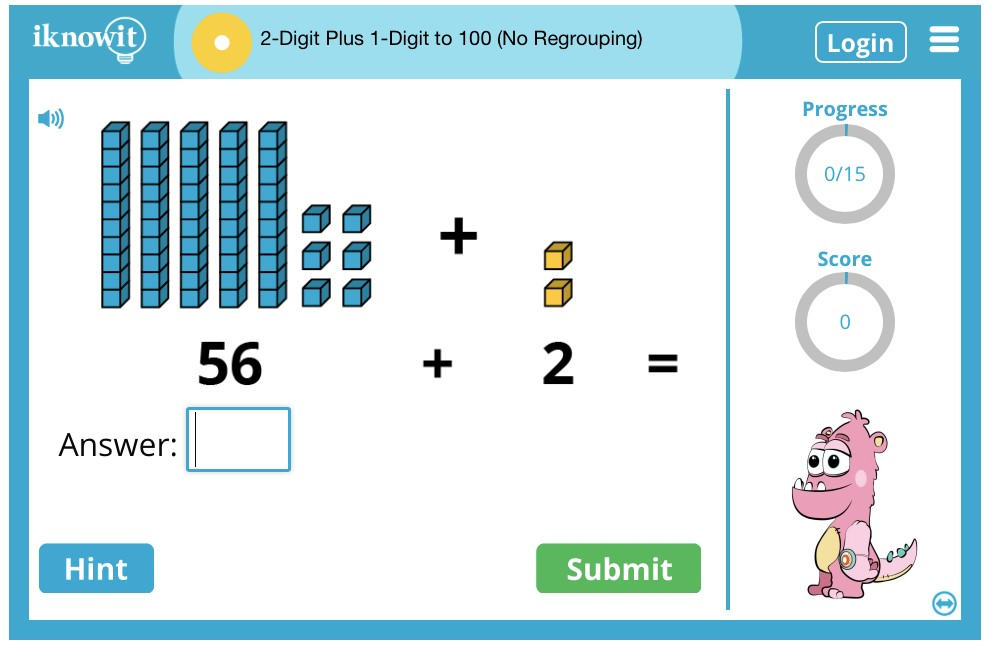 iknowit
2-Digit Plus 1-Digit to 100 (No Regrouping)
Login
+
56 + 2 =
Answer:
Hint
Submit
Progress
0/15
Score
0